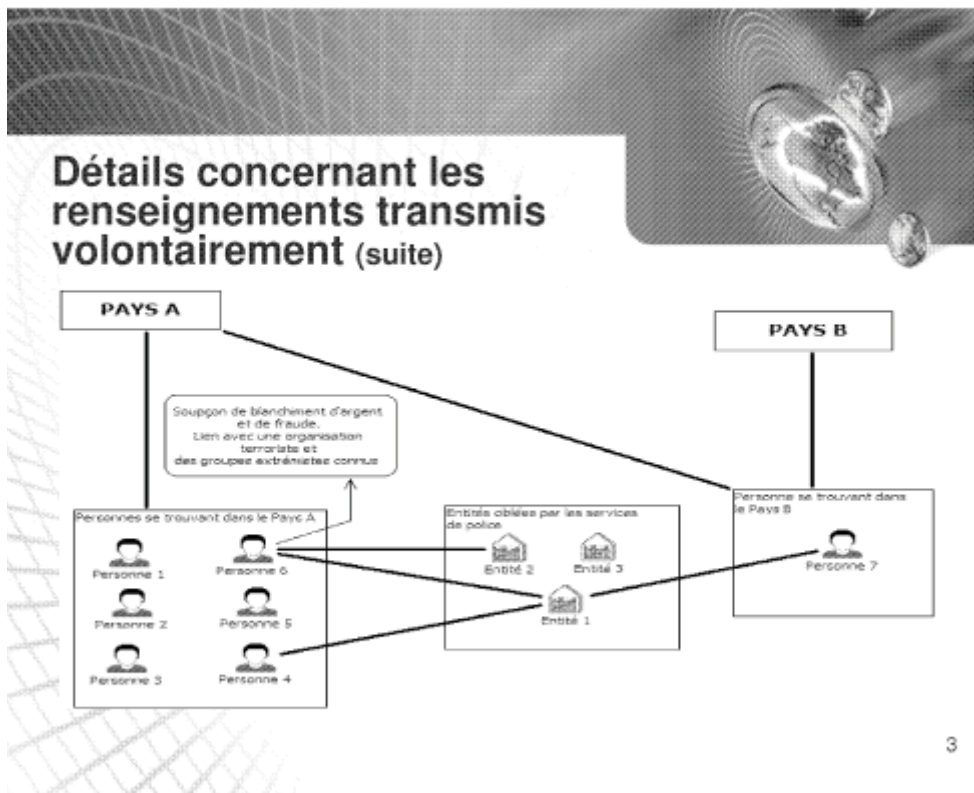 Détails concernant les
renseignements transmis
volontairement (suite)
PAYS A
PAYS B
Soupçon de blanchiment d'argent
et de fraude.
Lien avec une organisation
terroriste et
des groupes extrémistes connus
Personnes se trouvant dans le Pays A
Personne 1
Personne 6
Personne 2
Personne 5
Personne 3
Personne 4
Entités ciblées par les services
de police
Entité 2
Entité 3
Entité 1
Personne se trouvant dans
le Pays B
Personne 7
3